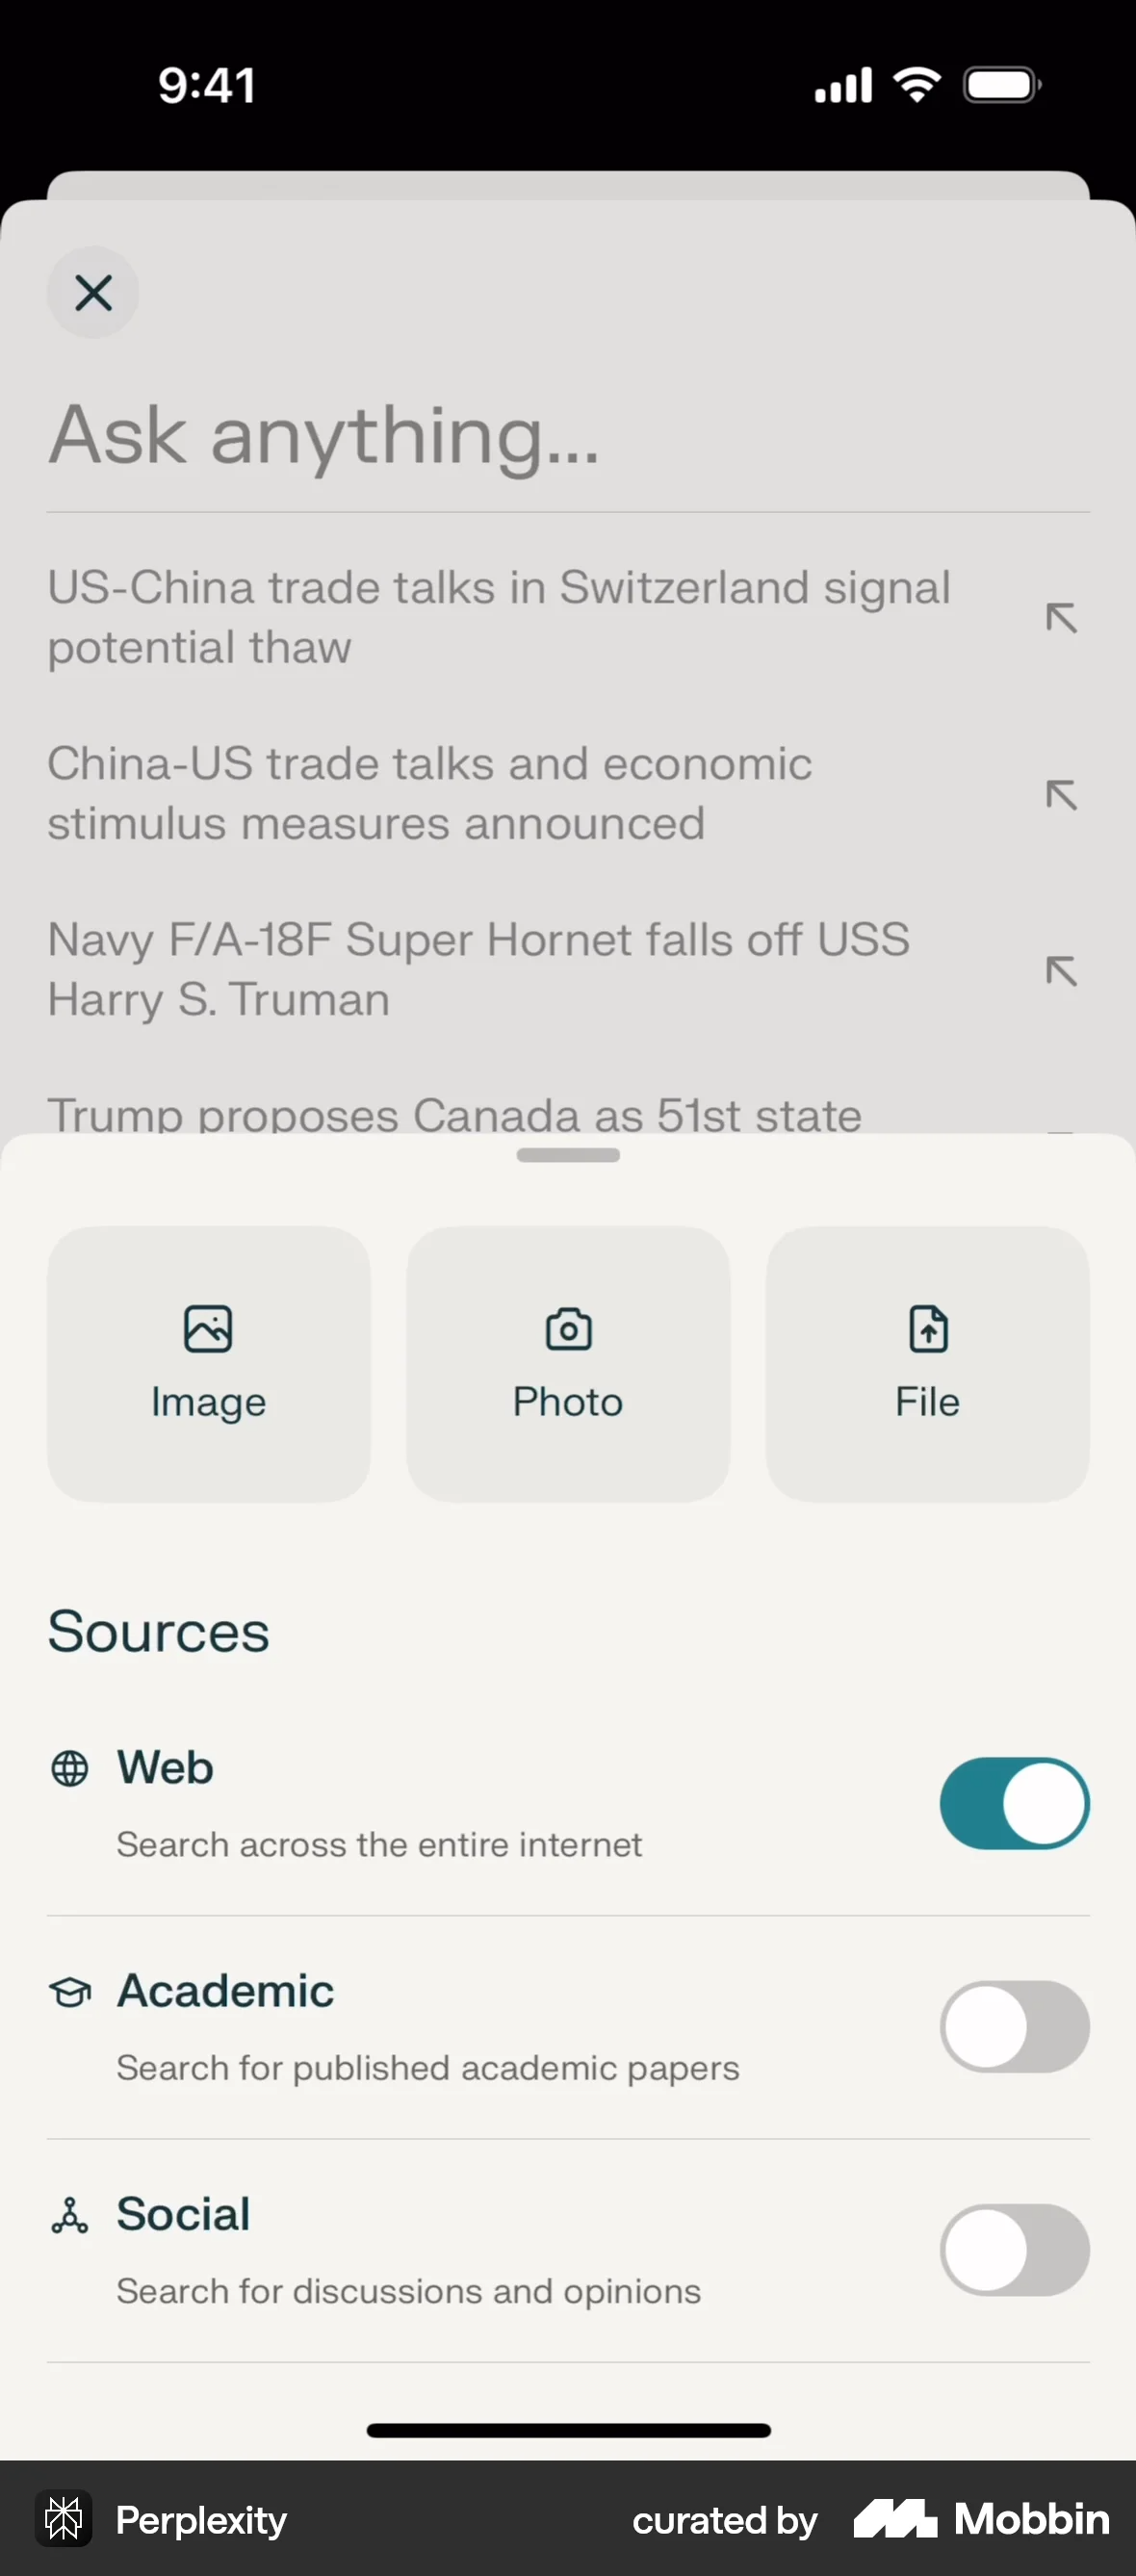 9:41
Ask anything...
US-China trade talks in Switzerland signal
potential thaw
China-US trade talks and economic
stimulus measures announced
Navy F/A-18F Super Hornet falls off USS
Harry S. Truman
Trump proposes Canada as 51st state
Image
Photo
File
Sources
Web
Search across the entire internet
Academic
Search for published academic papers
Social
Search for discussions and opinions
Perplexity
curated by Mobbin